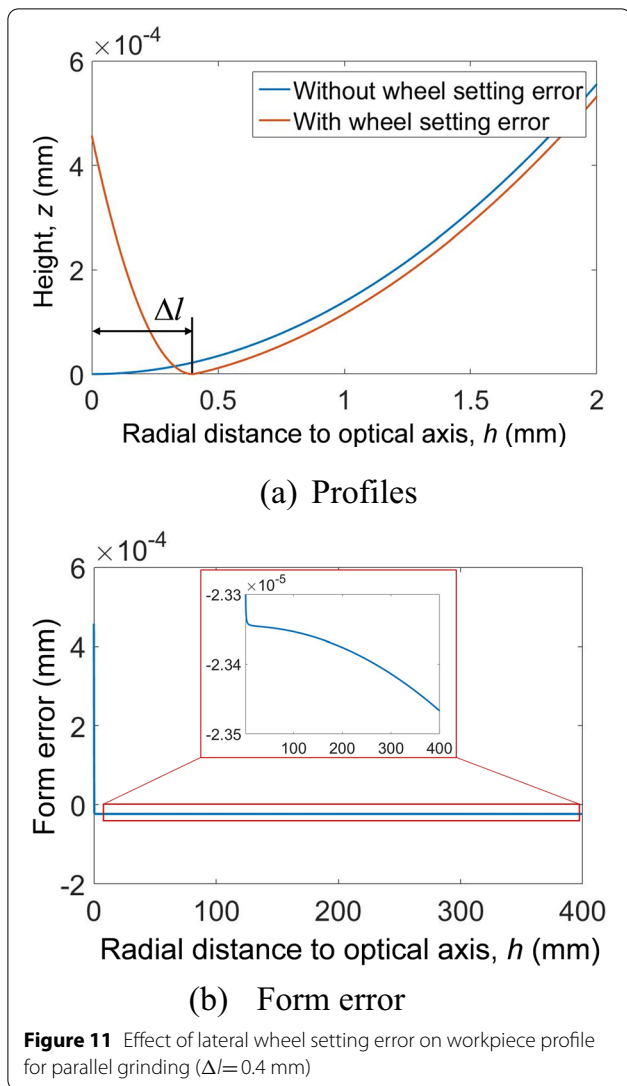 ×10⁻⁴
6
Without wheel setting error
With wheel setting error
4
Height, z (mm)
2
Δl
0
0 0.5 1 1.5 2
Radial distance to optical axis, h (mm)
(a) Profiles
×10⁻⁴
6
-2.33 ×10⁻⁵
4
-2.34
Form error (mm)
2
-2.35
100 200 300 400
0
-2
0 100 200 300 400
Radial distance to optical axis, h (mm)
(b) Form error
Figure 11 Effect of lateral wheel setting error on workpiece profile
for parallel grinding (Δl= 0.4 mm)